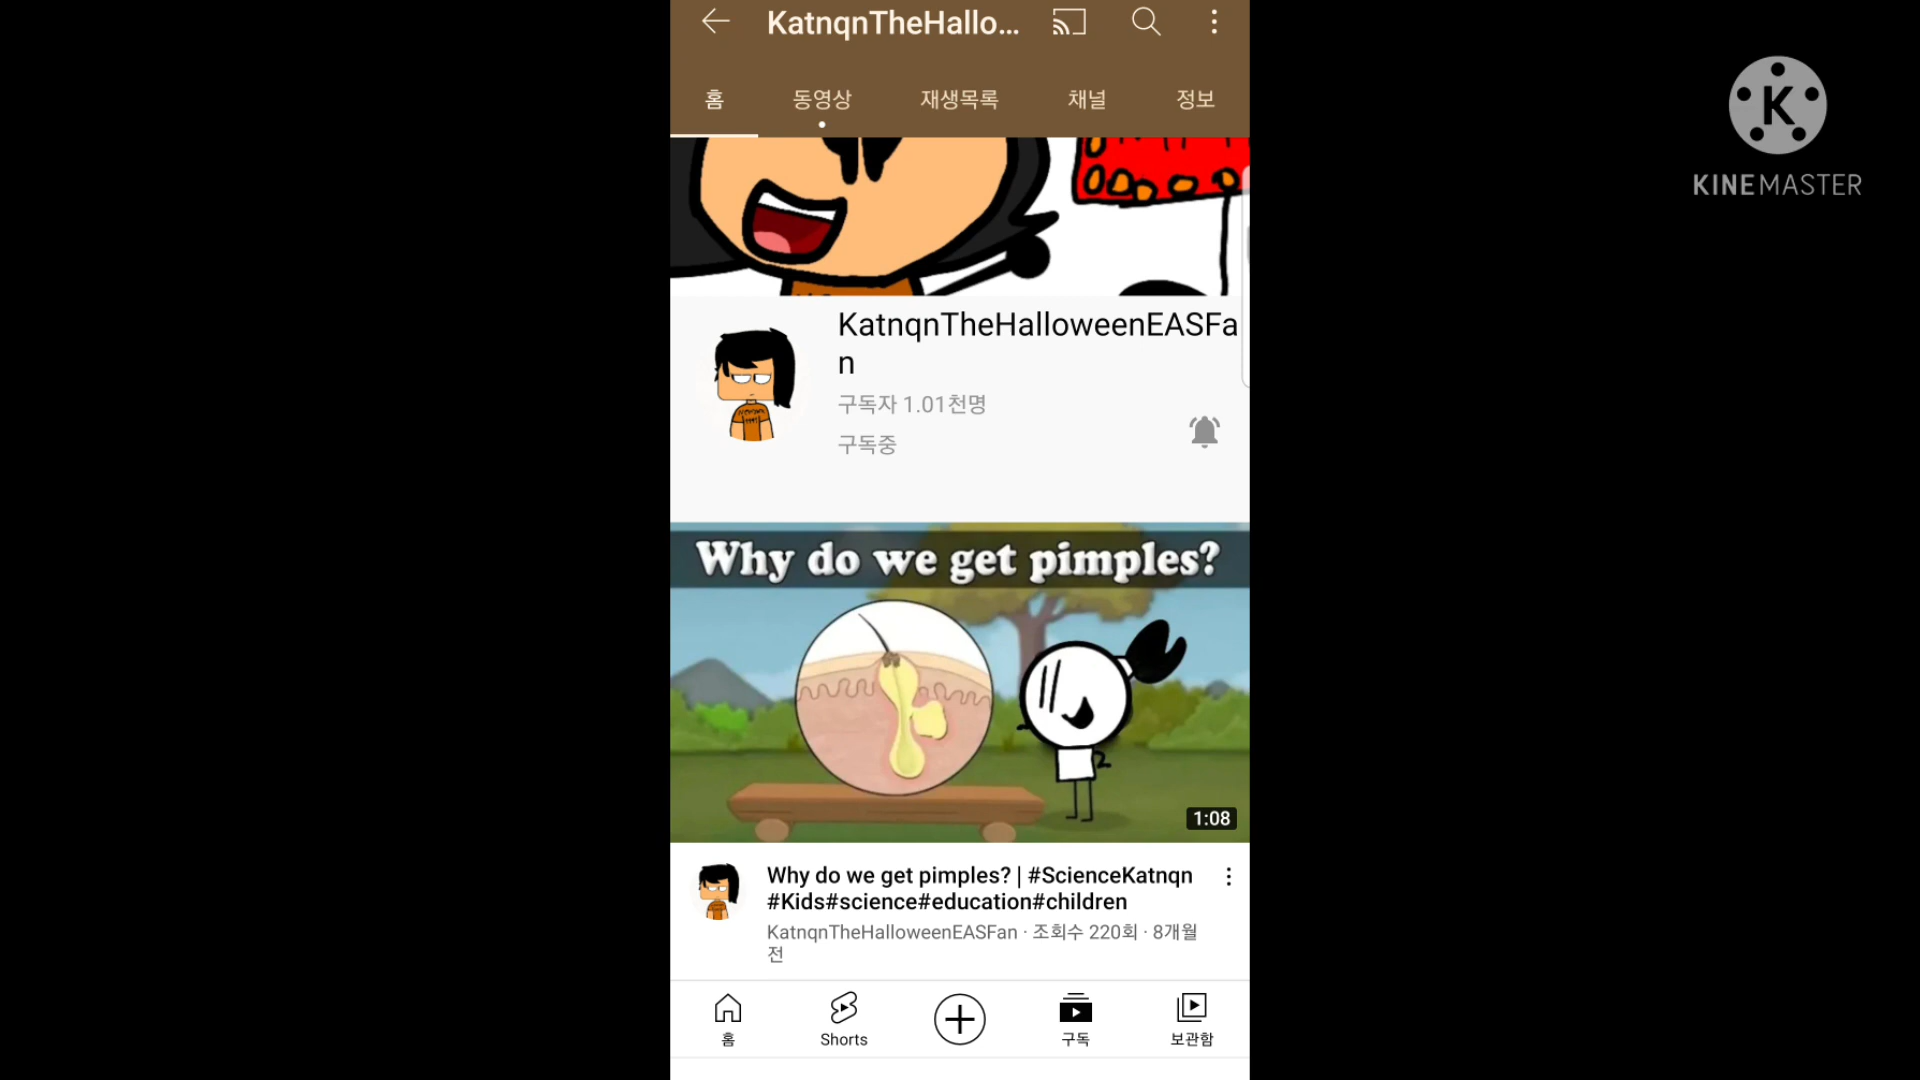 KatnqnTheHallo...
홈 동영상 재생목록 채널 정보
K
KINEMASTER
KatnqnTheHalloweenEASFa
n
구독자 1.01천명
구독중
Why do we get pimples?
1:08
Why do we get pimples? | #ScienceKatnqn
#Kids#science#education#children
KatnqnTheHalloweenEASFan · 조회수 220회 · 8개월
전
홈 Shorts 구독 보관함